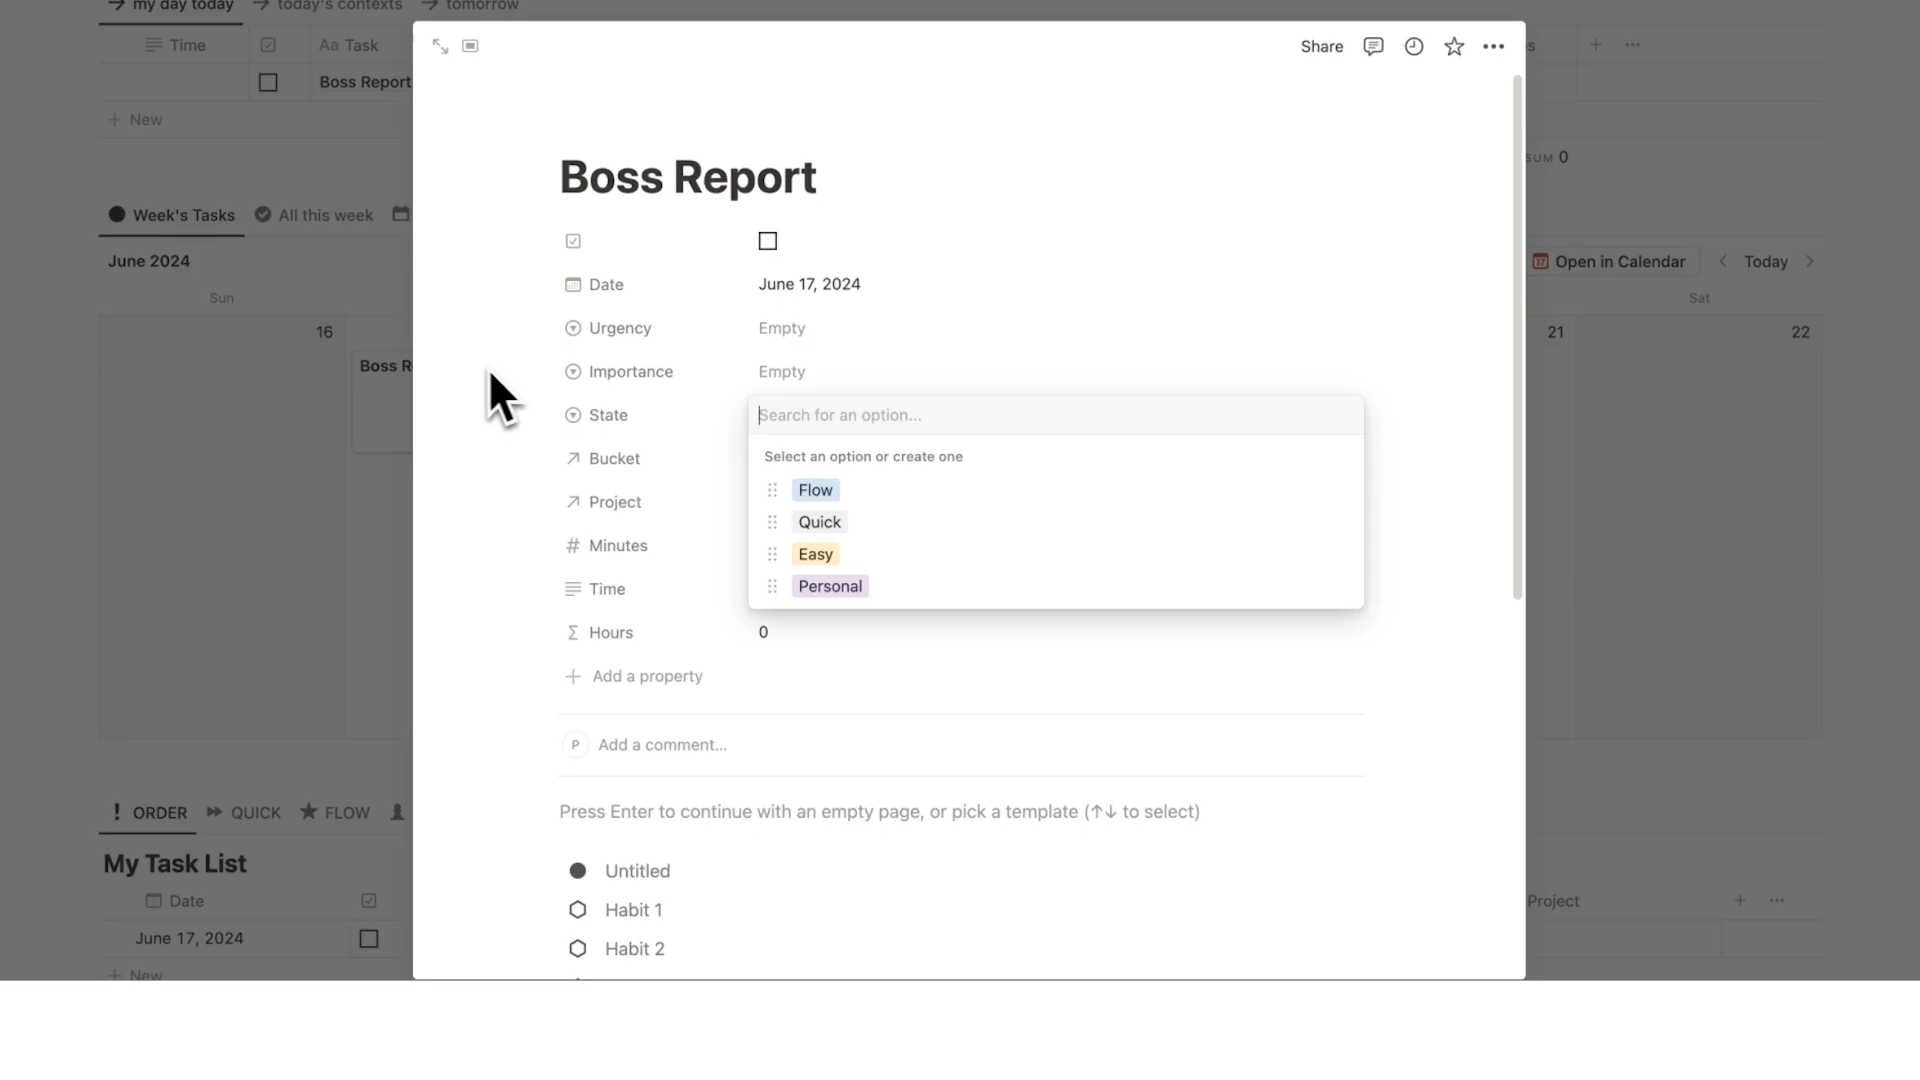 my day today today's contexts tomorrow
Time Aa Task + ...
Boss Report
+ New
SUM 0
Week's Tasks All this week
June 2024
Open in Calendar < Today >
Sun Sat
16 21 22
Boss R
Share
Boss Report
Date June 17, 2024
Urgency Empty
Importance Empty
State Search for an option...
Select an option or create one
Bucket
Flow
Project
Quick
Minutes
Easy
Time
Personal
Σ Hours 0
+ Add a property
P Add a comment...
Press Enter to continue with an empty page, or pick a template (↑↓ to select)
Untitled
Habit 1
Habit 2
! ORDER QUICK FLOW
My Task List
Date Project + ...
June 17, 2024
+ New